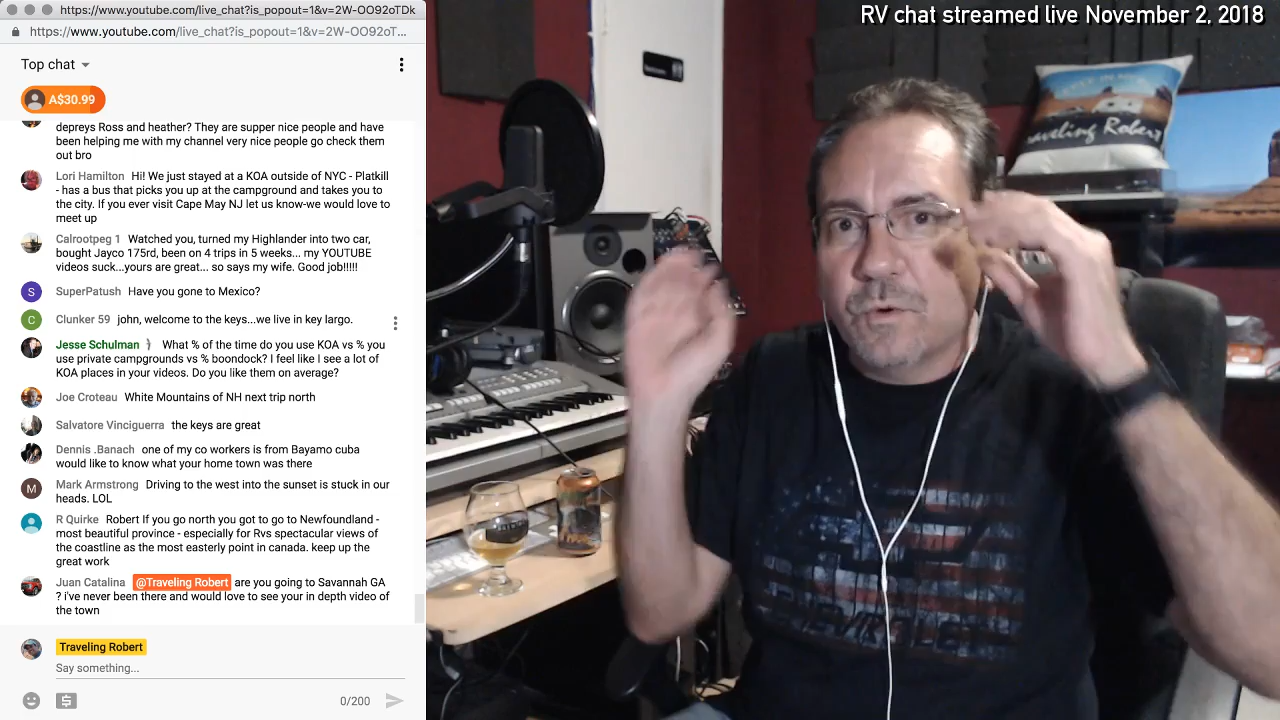 https://www.youtube.com/live_chat?is_popout=1&v=2W-OO92oTDk
https://www.youtube.com/live_chat?is_popout=1&v=2W-OO92oT...
RV chat streamed live November 2, 2018
Top chat
A$30.99
depreys Ross and heather? They are supper nice people and have
been helping me with my channel very nice people go check them
out bro
Lori Hamilton Hi! We just stayed at a KOA outside of NYC - Platkill
- has a bus that picks you up at the campground and takes you to
the city. If you ever visit Cape May NJ let us know-we would love to
meet up
Calrootpeg 1 Watched you, turned my Highlander into two car,
bought Jayco 175rd, been on 4 trips in 5 weeks... my YOUTUBE
videos suck...yours are great... so says my wife. Good job!!!!!
S
SuperPatush Have you gone to Mexico?
C
Clunker 59 john, welcome to the keys...we live in key largo.
Jesse Schulman What % of the time do you use KOA vs % you
use private campgrounds vs % boondock? I feel like I see a lot of
KOA places in your videos. Do you like them on average?
Joe Croteau White Mountains of NH next trip north
Salvatore Vinciguerra the keys are great
Dennis .Banach one of my co workers is from Bayamo cuba
would like to know what your home town was there
M
Mark Armstrong Driving to the west into the sunset is stuck in our
heads. LOL
R Quirke Robert If you go north you got to go to Newfoundland -
most beautiful province - especially for Rvs spectacular views of
the coastline as the most easterly point in canada. keep up the
great work
Juan Catalina @Traveling Robert are you going to Savannah GA
? i've never been there and would love to see your in depth video of
the town
Traveling Robert
Say something...
0/200
Traveling Robert